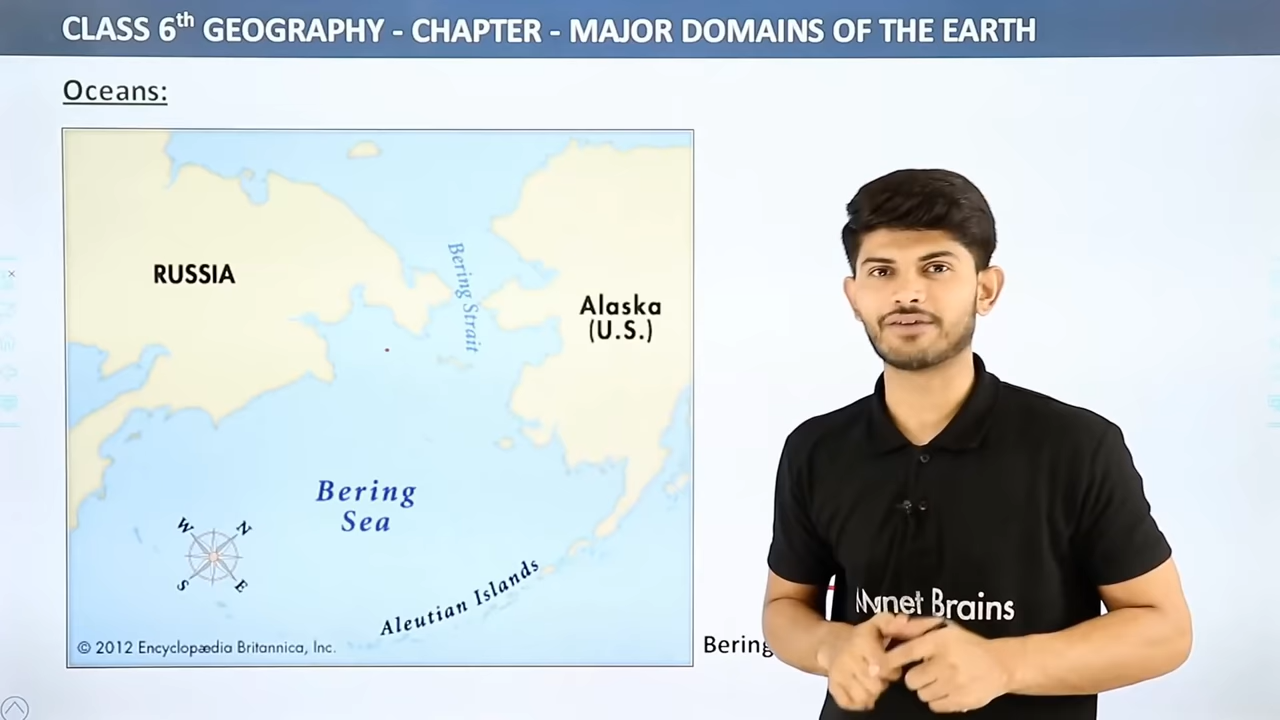 CLASS 6th GEOGRAPHY - CHAPTER - MAJOR DOMAINS OF THE EARTH
Oceans:
RUSSIA
Bering Strait
Alaska
(U.S.)
Bering
Sea
W
N
S
E
Aleutian Islands
© 2012 Encyclopædia Britannica, Inc.
Bering
Magnet Brains